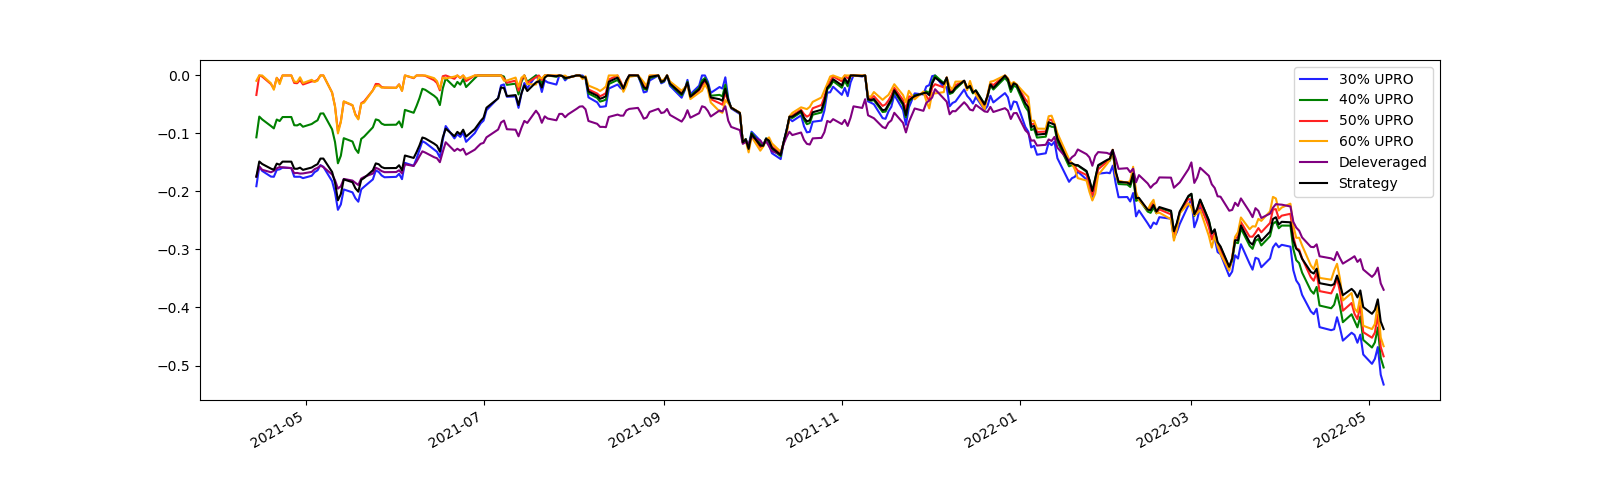 0.0
−0.1
−0.2
−0.3
−0.4
−0.5
2021-05
2021-07
2021-09
2021-11
2022-01
2022-03
2022-05
30% UPRO
40% UPRO
50% UPRO
60% UPRO
Deleveraged
Strategy